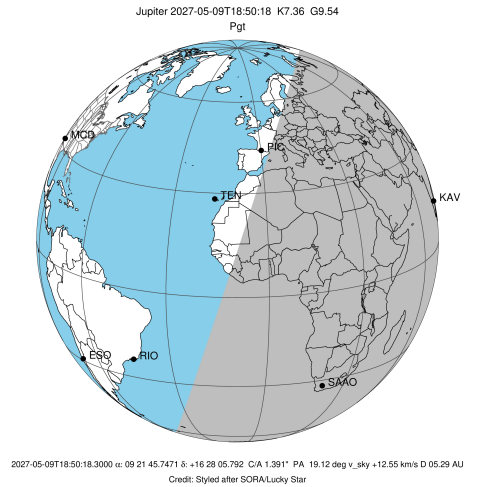 Jupiter 2027-05-09T18:50:18 K7.36 G9.54
Pgt
MCD
PIC
TEN
KAV
ESO
RIO
SAAO
2027-05-09T18:50:18.3000 α: 09 21 45.7471 δ: +16 28 05.792 C/A 1.391" PA 19.12 deg v_sky +12.55 km/s D 05.29 AU
Credit: Styled after SORA/Lucky Star